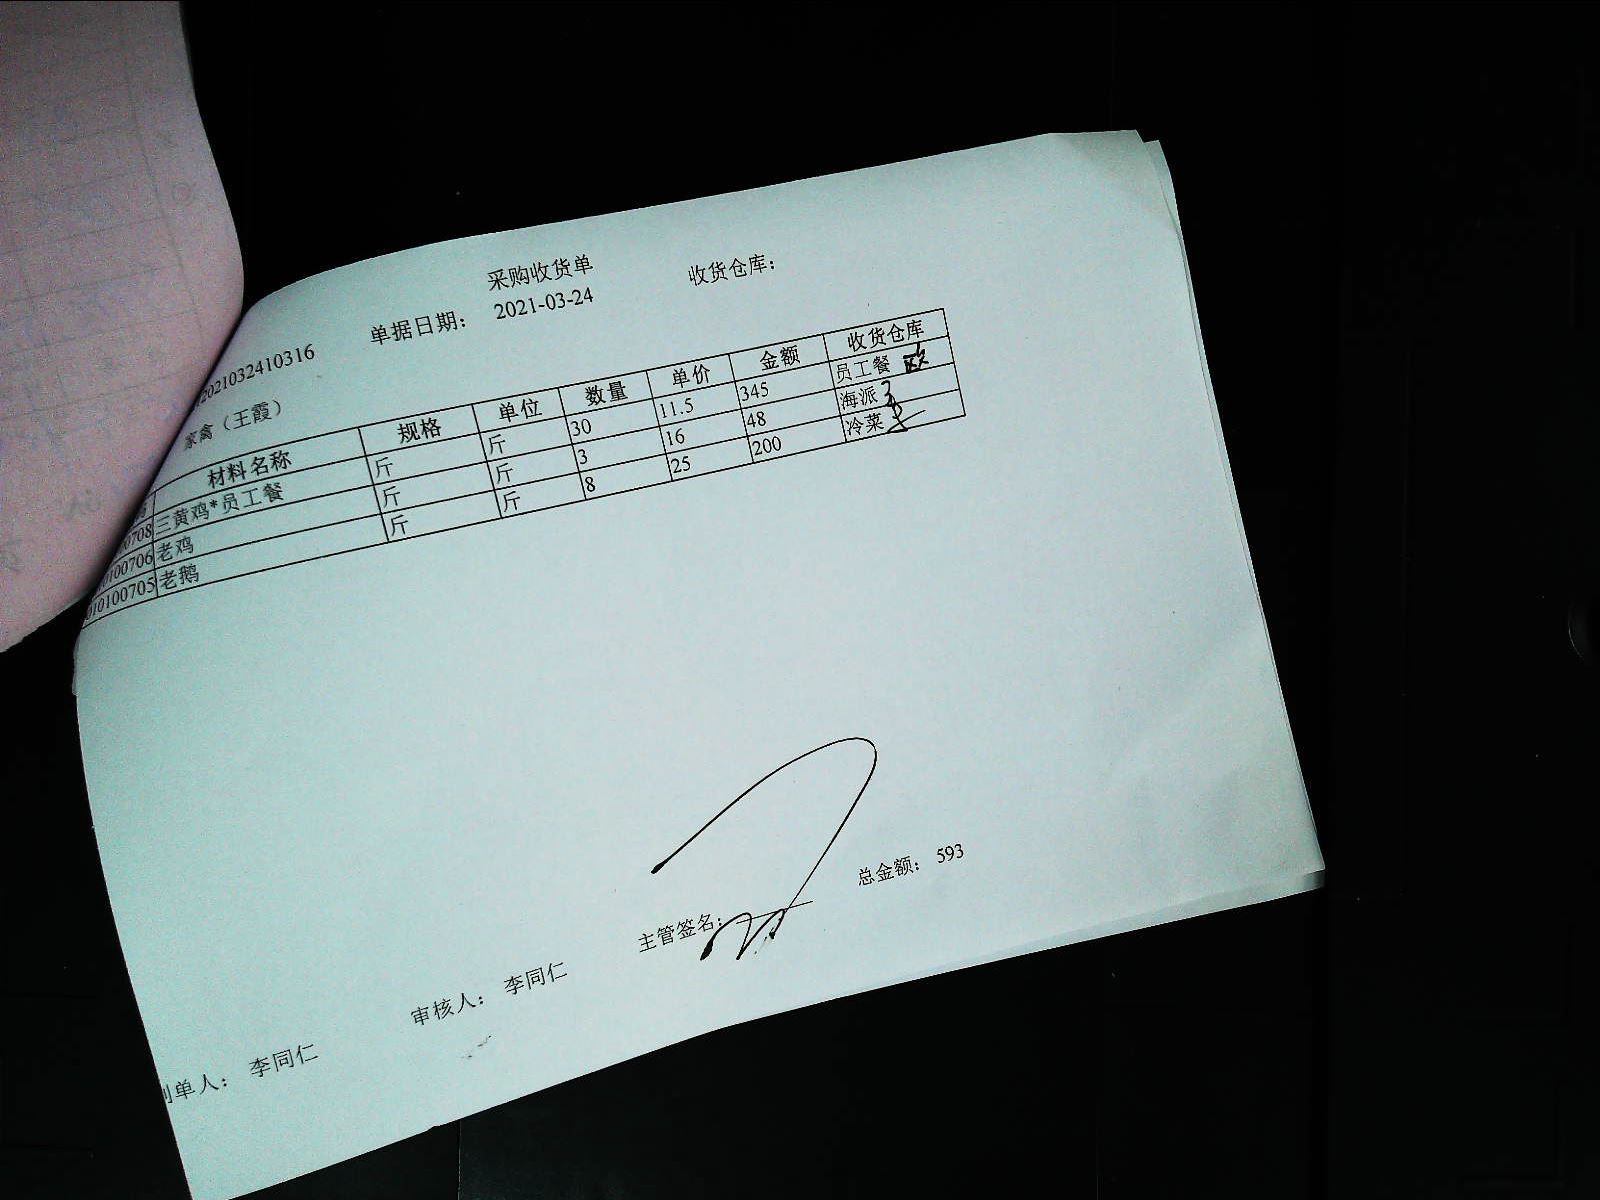 采购收货单
收货仓库：
单据日期： 2021-03-24
2021032410316
家禽（王霞）
材料名称 规格 单位 数量 单价 金额 收货仓库
0708 三黄鸡*员工餐 斤 斤 30 11.5 345 员工餐
0100706 老鸡 斤 斤 3 16 48 海派
010100705 老鹅 斤 斤 8 25 200 冷菜
总金额： 593
主管签名：
审核人： 李同仁
单人： 李同仁